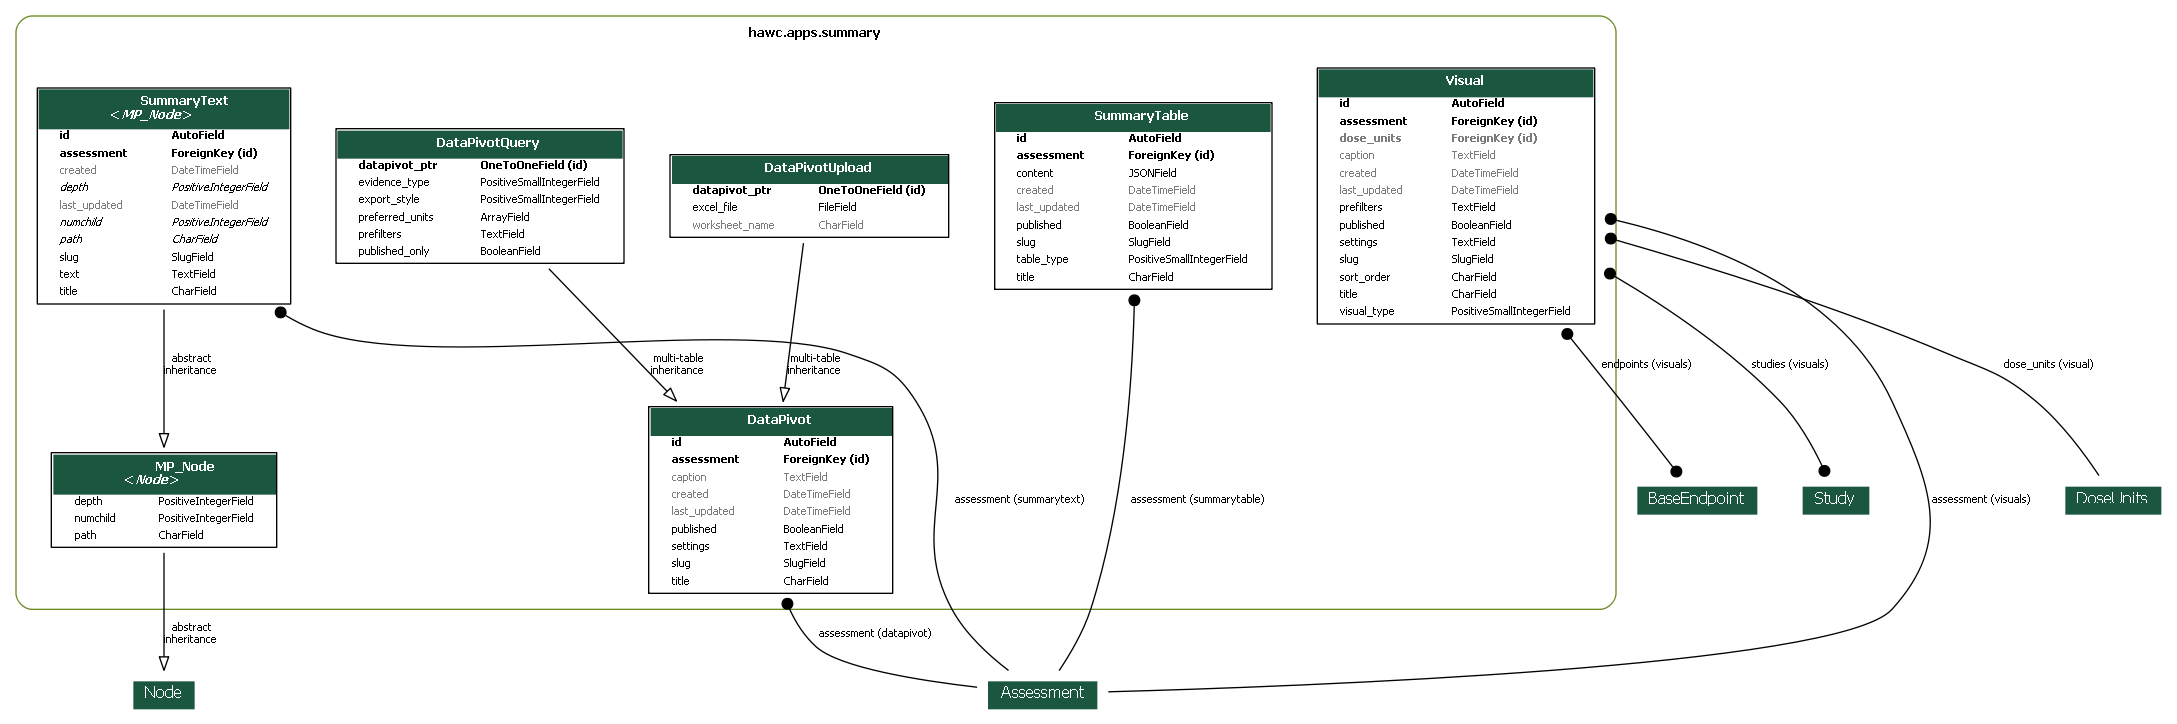 hawc.apps.summary
SummaryText
<MP_Node>
id AutoField
assessment ForeignKey (id)
created DateTimeField
depth PositiveIntegerField
last_updated DateTimeField
numchild PositiveIntegerField
path CharField
slug SlugField
text TextField
title CharField
DataPivotQuery
datapivot_ptr OneToOneField (id)
evidence_type PositiveSmallIntegerField
export_style PositiveSmallIntegerField
preferred_units ArrayField
prefilters TextField
published_only BooleanField
DataPivotUpload
datapivot_ptr OneToOneField (id)
excel_file FileField
worksheet_name CharField
SummaryTable
id AutoField
assessment ForeignKey (id)
content JSONField
created DateTimeField
last_updated DateTimeField
published BooleanField
slug SlugField
table_type PositiveSmallIntegerField
title CharField
Visual
id AutoField
assessment ForeignKey (id)
dose_units ForeignKey (id)
caption TextField
created DateTimeField
last_updated DateTimeField
prefilters TextField
published BooleanField
settings TextField
slug SlugField
sort_order CharField
title CharField
visual_type PositiveSmallIntegerField
abstract
inheritance
multi-table
inheritance
multi-table
inheritance
endpoints (visuals)
studies (visuals)
dose_units (visual)
MP_Node
<Node>
depth PositiveIntegerField
numchild PositiveIntegerField
path CharField
DataPivot
id AutoField
assessment ForeignKey (id)
caption TextField
created DateTimeField
last_updated DateTimeField
published BooleanField
settings TextField
slug SlugField
title CharField
assessment (summarytext)
assessment (summarytable)
BaseEndpoint
Study
assessment (visuals)
DoseUnits
abstract
inheritance
assessment (datapivot)
Node
Assessment